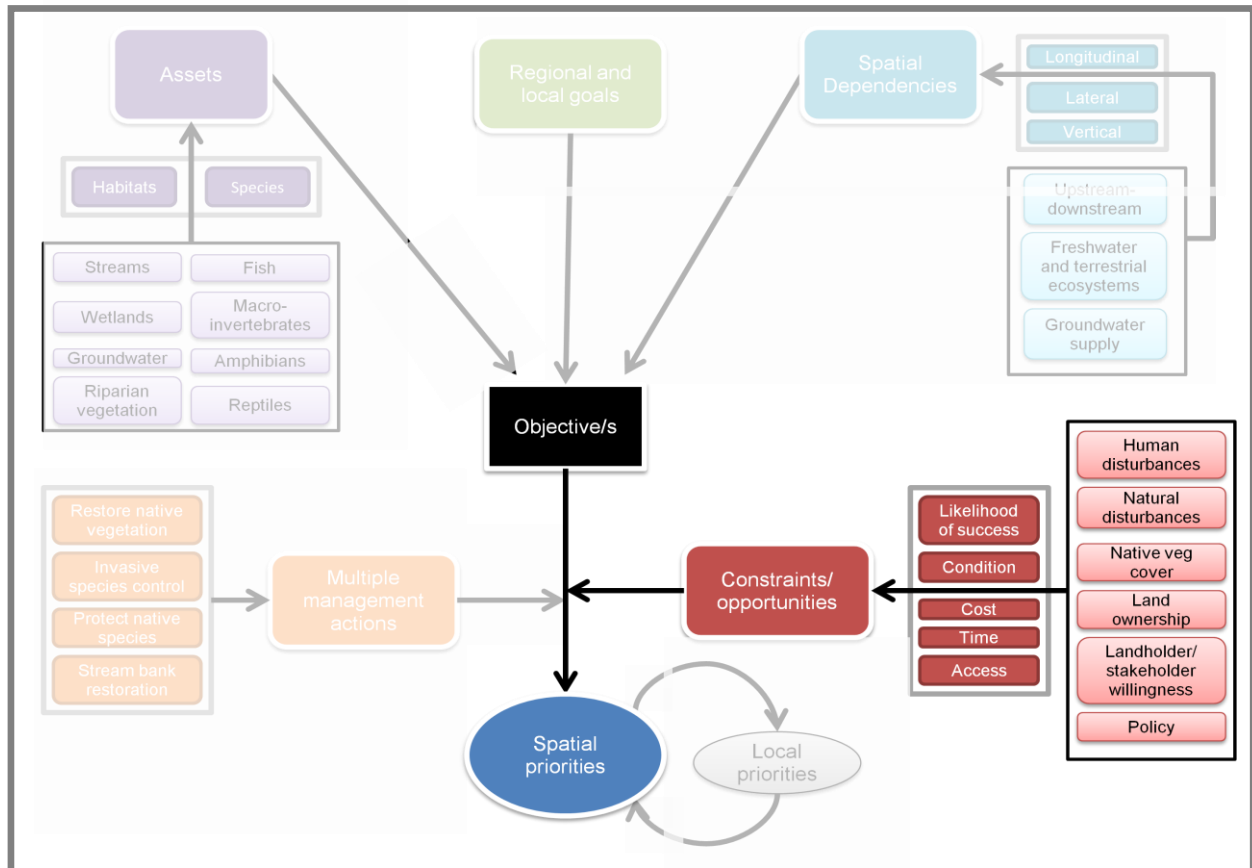 Assets
Regional and
local goals
Spatial
Dependencies
Longitudinal
Lateral
Vertical
Habitats
Species
Upstream-
downstream
Freshwater
and terrestrial
ecosystems
Groundwater
supply
Streams
Fish
Wetlands
Macro-
invertebrates
Groundwater
Amphibians
Riparian
vegetation
Reptiles
Objective/s
Restore native
vegetation
Invasive
species control
Protect native
species
Stream bank
restoration
Multiple
management
actions
Constraints/
opportunities
Likelihood
of success
Condition
Cost
Time
Access
Human
disturbances
Natural
disturbances
Native veg
cover
Land
ownership
Landholder/
stakeholder
willingness
Policy
Spatial
priorities
Local
priorities